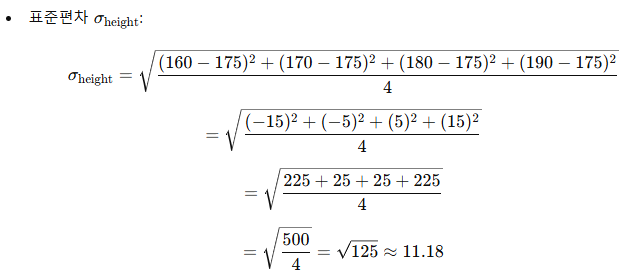 • 표준편차 σ_height:
σ_height = √(((160 − 175)² + (170 − 175)² + (180 − 175)² + (190 − 175)²) / 4)
= √(((−15)² + (−5)² + (5)² + (15)²) / 4)
= √((225 + 25 + 25 + 225) / 4)
= √(500 / 4) = √125 ≈ 11.18